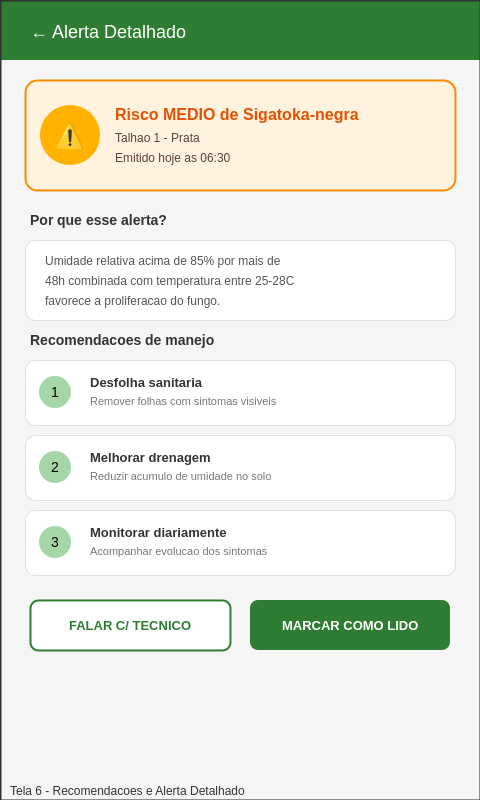 ← Alerta Detalhado
Risco MEDIO de Sigatoka-negra
Talhao 1 - Prata
Emitido hoje as 06:30
Por que esse alerta?
Umidade relativa acima de 85% por mais de
48h combinada com temperatura entre 25-28C
favorece a proliferacao do fungo.
Recomendacoes de manejo
1
Desfolha sanitaria
Remover folhas com sintomas visiveis
2
Melhorar drenagem
Reduzir acumulo de umidade no solo
3
Monitorar diariamente
Acompanhar evolucao dos sintomas
FALAR C/ TECNICO
MARCAR COMO LIDO
Tela 6 - Recomendacoes e Alerta Detalhado